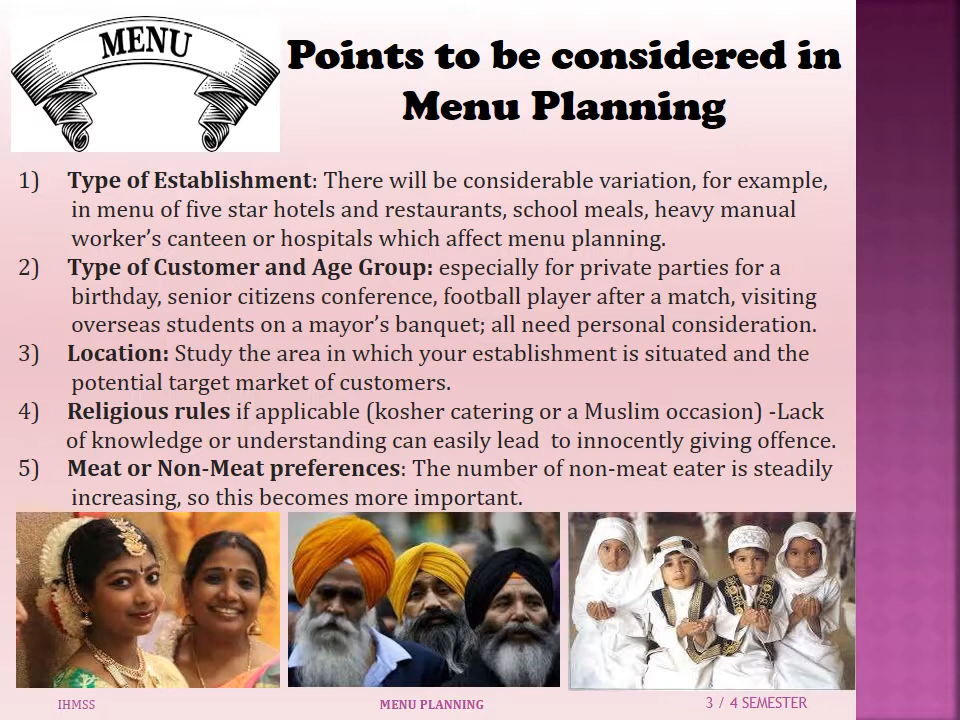 MENU
Points to be considered in
Menu Planning
1) Type of Establishment: There will be considerable variation, for example,
in menu of five star hotels and restaurants, school meals, heavy manual
worker’s canteen or hospitals which affect menu planning.
2) Type of Customer and Age Group: especially for private parties for a
birthday, senior citizens conference, football player after a match, visiting
overseas students on a mayor’s banquet; all need personal consideration.
3) Location: Study the area in which your establishment is situated and the
potential target market of customers.
4) Religious rules if applicable (kosher catering or a Muslim occasion) -Lack
of knowledge or understanding can easily lead to innocently giving offence.
5) Meat or Non-Meat preferences: The number of non-meat eater is steadily
increasing, so this becomes more important.
IHMSS
MENU PLANNING
3 / 4 SEMESTER